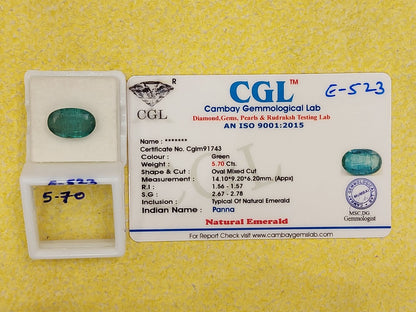 E-523
5-70
R
CGL
CGL™
Cambay Gemmological Lab
Diamond,Gems, Pearls & Rudraksh Testing Lab
AN ISO 9001:2015
E-523
Name : *******
Certificate No. Cglm91743
Colour : Green
Weight : 5.70 Cts.
Shape & Cut : Oval Mixed Cut
Measurement : 14.10*9.20*6.20mm. (Appx)
R.I : 1.56 - 1.57
S.G : 2.67 - 2.78
Inclusion : Typical Of Natural Emerald
Indian Name : Panna
Natural Emerald
MSC,DG
Gemmologist
For Report Check - www.cambaygemslab.com